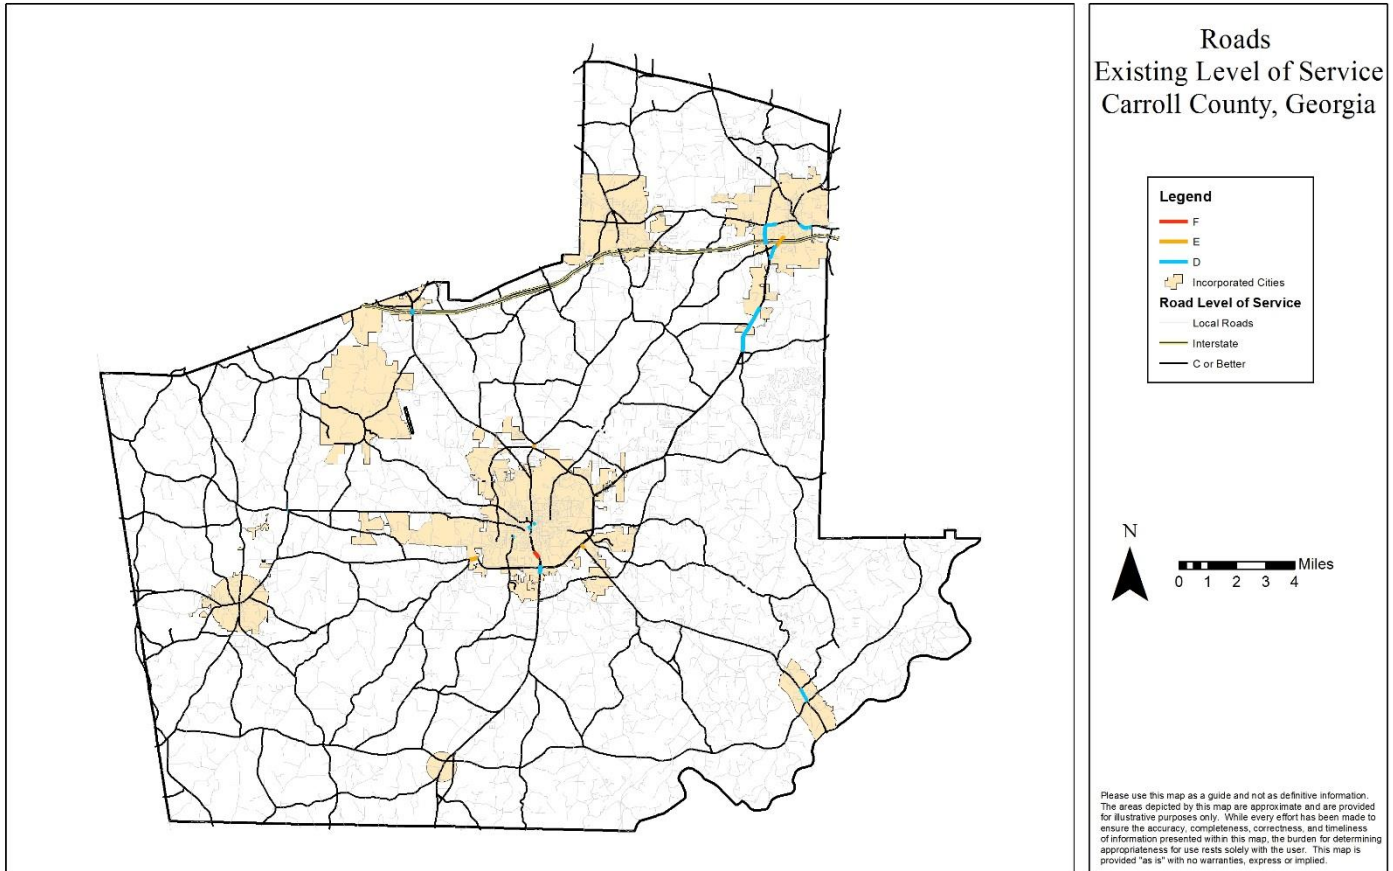 Roads
Existing Level of Service
Carroll County, Georgia
Legend
F
E
D
Incorporated Cities
Road Level of Service
Local Roads
Interstate
C or Better
N
Miles
0 0 1 2 3 4
Please use this map as a guide and not as definitive information.
The areas depicted by this map are approximate and are provided
for illustrative purposes only. While every effort has been made to
ensure the accuracy, completeness, correctness, and timeliness
of information presented within this map, the burden for determining
appropriateness for use rests solely with the user. This map is
provided "as is" with no warranties, express or implied.